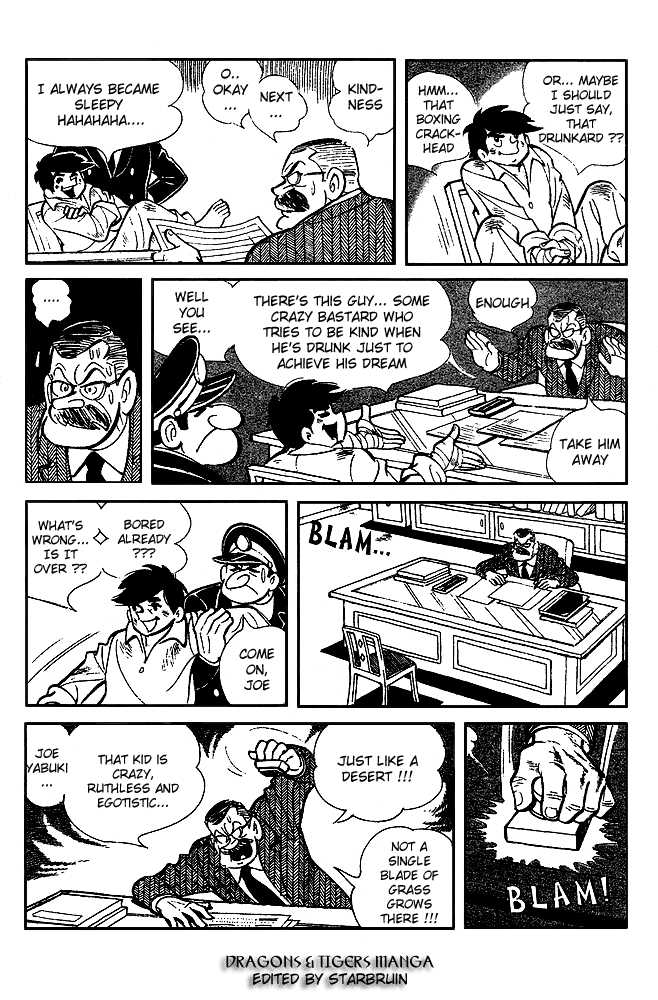 I ALWAYS BECAME
SLEEPY
HAHAHAHA....
O..
OKAY
...
NEXT
...
KIND-
NESS
HMM...
THAT
BOXING
CRACK-
HEAD
OR... MAYBE
I SHOULD
JUST SAY,
THAT
DRUNKARD ??
....
WELL
YOU
SEE...
THERE'S THIS GUY... SOME
CRAZY BASTARD WHO
TRIES TO BE KIND WHEN
HE'S DRUNK JUST TO
ACHIEVE HIS DREAM
ENOUGH.
TAKE HIM
AWAY
WHAT'S
WRONG...
IS IT
OVER ??
BORED
ALREADY
???
COME
ON,
JOE
BLAM...
JOE
YABUKI
...
THAT KID IS
CRAZY,
RUTHLESS AND
EGOTISTIC...
JUST LIKE A
DESERT !!!
NOT A
SINGLE
BLADE OF
GRASS
GROWS
THERE !!!
BLAM!
DRAGONS & TIGERS MANGA
EDITED BY STARBRUIN